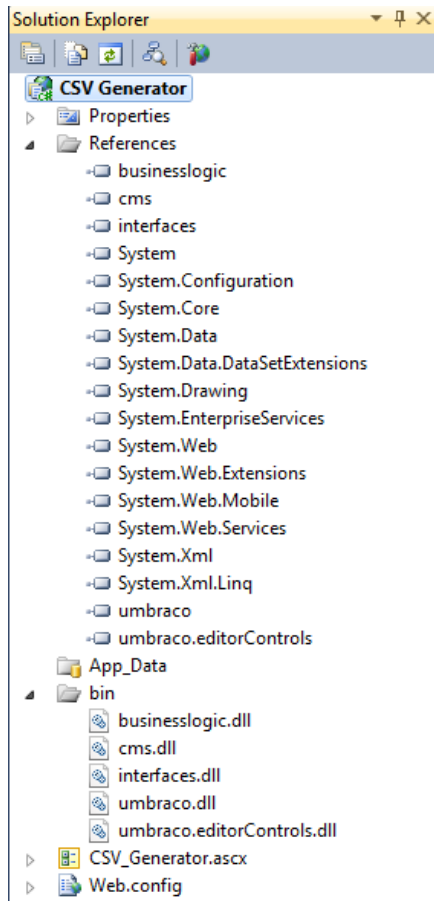 Solution Explorer
CSV Generator
Properties
References
businesslogic
cms
interfaces
System
System.Configuration
System.Core
System.Data
System.Data.DataSetExtensions
System.Drawing
System.EnterpriseServices
System.Web
System.Web.Extensions
System.Web.Mobile
System.Web.Services
System.Xml
System.Xml.Linq
umbraco
umbraco.editorControls
App_Data
bin
businesslogic.dll
cms.dll
interfaces.dll
umbraco.dll
umbraco.editorControls.dll
CSV_Generator.ascx
Web.config